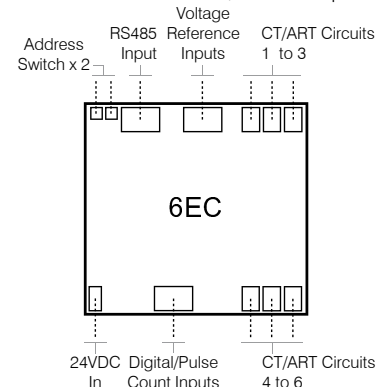 Address
Switch x 2
RS485
Input
Voltage
Reference
Inputs
CT/ART Circuits
1 to 3
6EC
24VDC
In
Digital/Pulse
Count Inputs
CT/ART Circuits
4 to 6